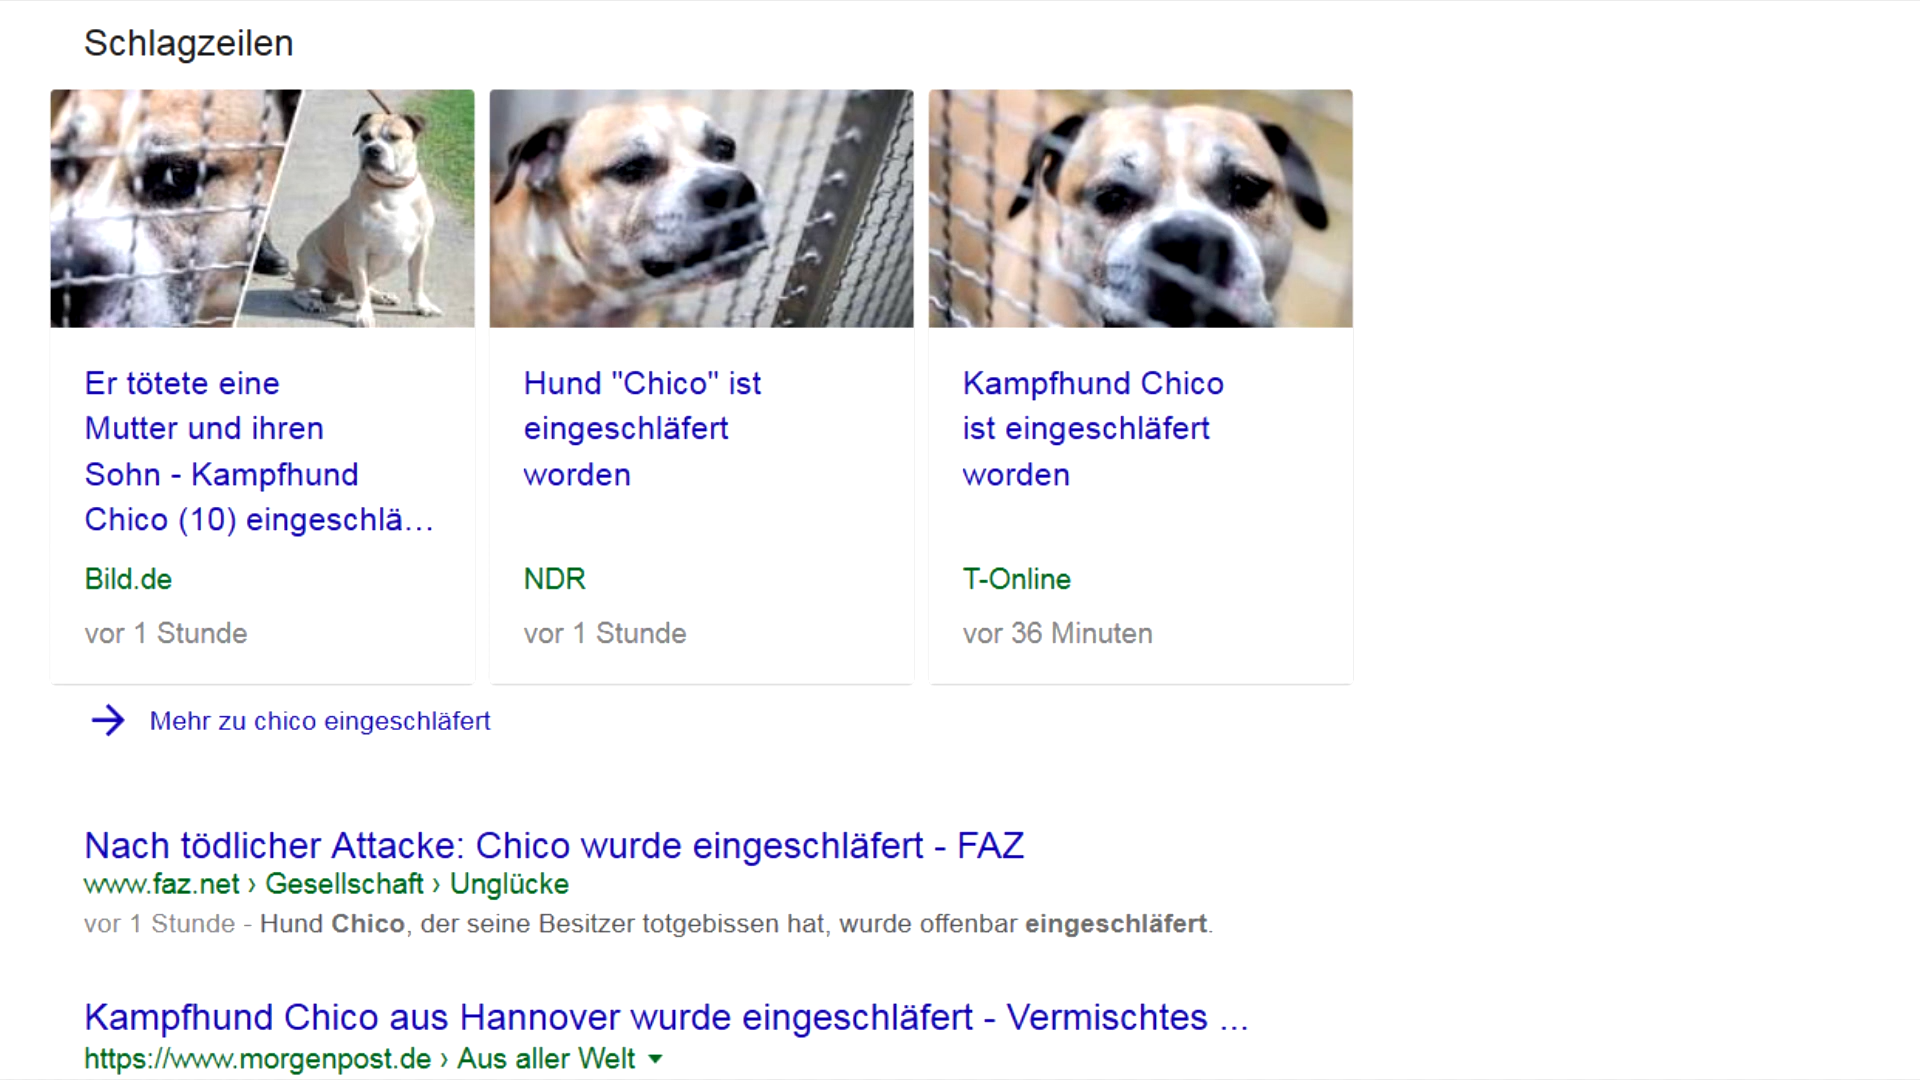 Schlagzeilen
Er tötete eine
Mutter und ihren
Sohn - Kampfhund
Chico (10) eingeschlä...
Bild.de
vor 1 Stunde
Hund "Chico" ist
eingeschläfert
worden
NDR
vor 1 Stunde
Kampfhund Chico
ist eingeschläfert
worden
T-Online
vor 36 Minuten
Mehr zu chico eingeschläfert
Nach tödlicher Attacke: Chico wurde eingeschläfert - FAZ
www.faz.net › Gesellschaft › Unglücke
vor 1 Stunde - Hund Chico, der seine Besitzer totgebissen hat, wurde offenbar eingeschläfert.
Kampfhund Chico aus Hannover wurde eingeschläfert - Vermischtes ...
https://www.morgenpost.de › Aus aller Welt